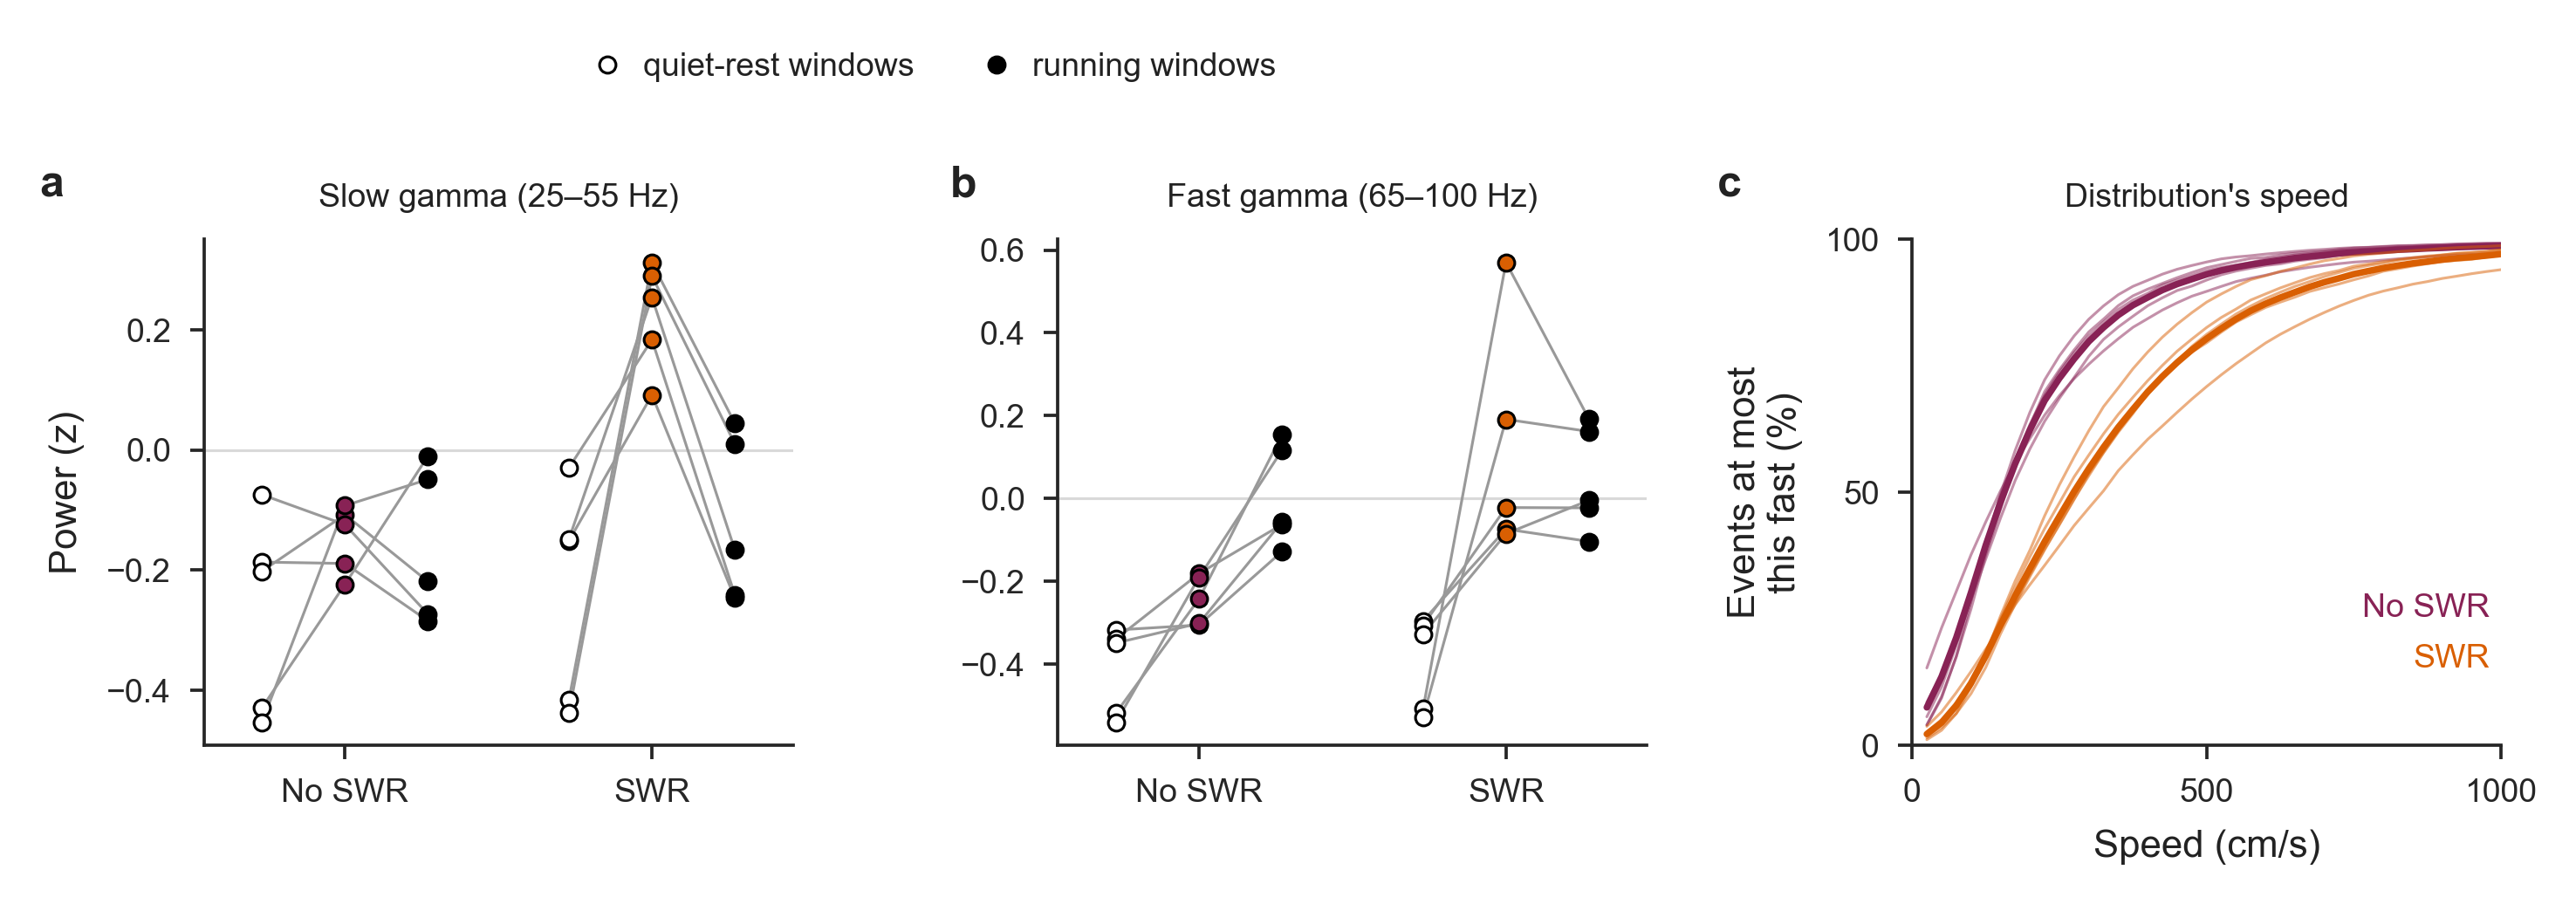 quiet-rest windows
running windows
a
Slow gamma (25–55 Hz)
Power (z)
0.2
0.0
−0.2
−0.4
No SWR
SWR
b
Fast gamma (65–100 Hz)
0.6
0.4
0.2
0.0
−0.2
−0.4
No SWR
SWR
c
Distribution's speed
Events at most
this fast (%)
100
50
0
No SWR
SWR
0
500
1000
Speed (cm/s)